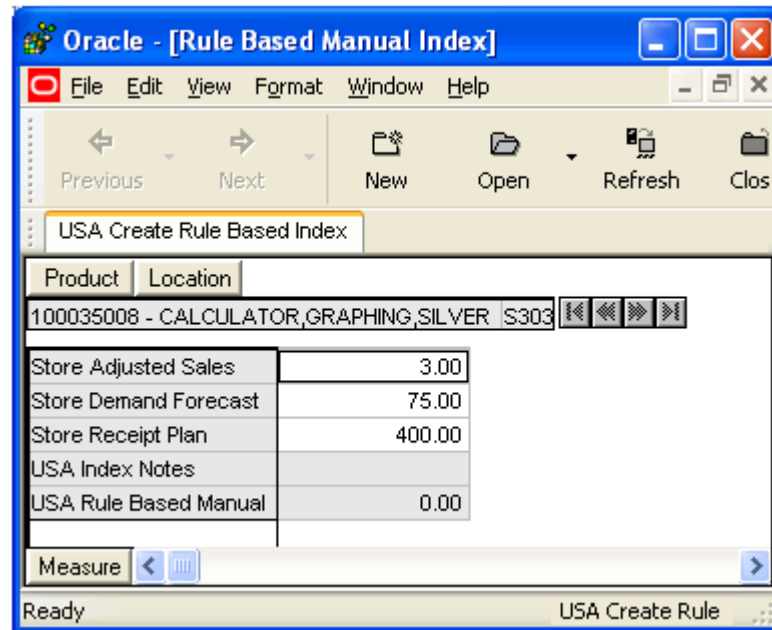 Oracle - [Rule Based Manual Index]
File Edit View Format Window Help
Previous Next New Open Refresh Clos
USA Create Rule Based Index
Product Location
100035008 - CALCULATOR,GRAPHING,SILVER S303
Store Adjusted Sales 3.00
Store Demand Forecast 75.00
Store Receipt Plan 400.00
USA Index Notes
USA Rule Based Manual 0.00
Measure
Ready USA Create Rule